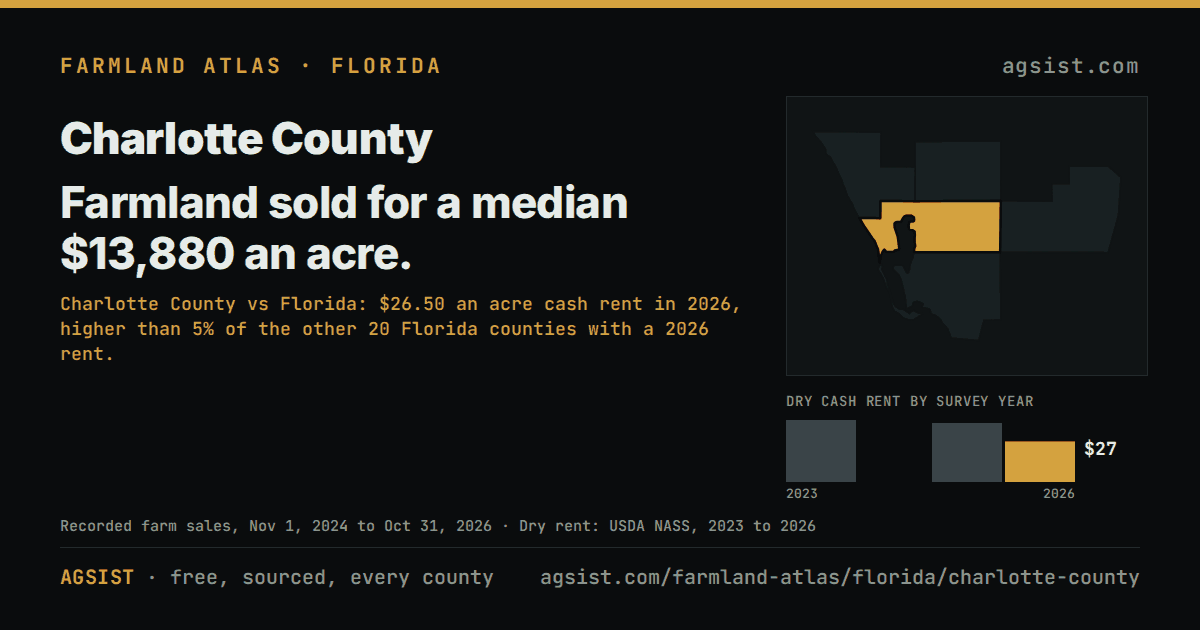 FARMLAND ATLAS · FLORIDA
agsist.com
Charlotte County
Farmland sold for a median
$13,880 an acre.
Charlotte County vs Florida: $26.50 an acre cash rent in 2026,
higher than 5% of the other 20 Florida counties with a 2026
rent.
DRY CASH RENT BY SURVEY YEAR
$27
2023
2026
Recorded farm sales, Nov 1, 2024 to Oct 31, 2026 · Dry rent: USDA NASS, 2023 to 2026
AGSIST · free, sourced, every county
agsist.com/farmland-atlas/florida/charlotte-county